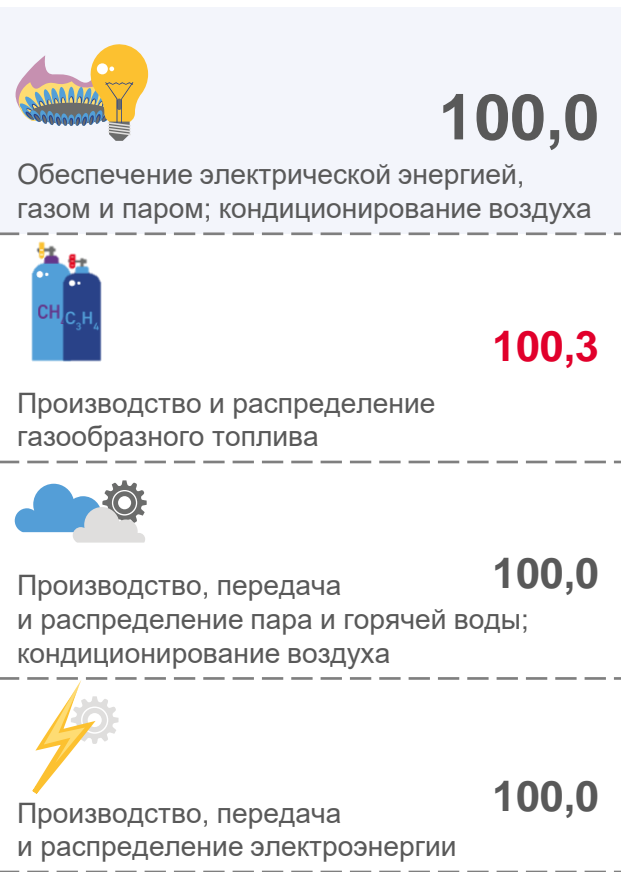 100,0
Обеспечение электрической энергией,
газом и паром; кондиционирование воздуха
CH4
C3H4
100,3
Производство и распределение
газообразного топлива
100,0
Производство, передача
и распределение пара и горячей воды;
кондиционирование воздуха
100,0
Производство, передача
и распределение электроэнергии